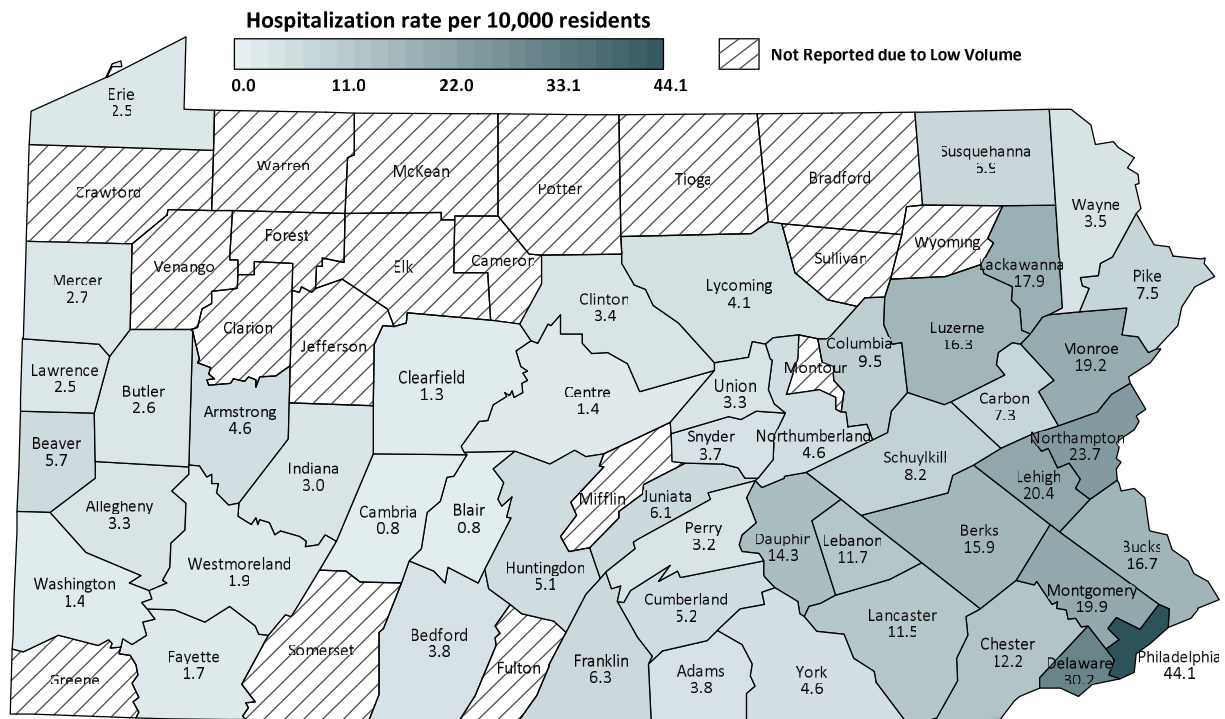 Hospitalization rate per 10,000 residents
0.0 11.0 22.0 33.1 44.1
Not Reported due to Low Volume
Erie
2.5
Crawford
Warren
McKean
Potter
Tioga
Bradford
Susquehanna
5.9
Wayne
3.5
Forest
Venango
Elk
Cameron
Sullivan
Wyoming
Lackawanna
17.9
Pike
7.5
Mercer
2.7
Clarion
Jefferson
Clinton
3.4
Lycoming
4.1
Columbia
9.5
Luzerne
16.3
Monroe
19.2
Lawrence
2.5
Butler
2.6
Armstrong
4.6
Clearfield
1.3
Centre
1.4
Union
3.3
Montour
Carbon
7.3
Beaver
5.7
Indiana
3.0
Snyder
3.7
Northumberland
4.6
Schuylkill
8.2
Northampton
23.7
Lehigh
20.4
Allegheny
3.3
Cambria
0.8
Blair
0.8
Mifflin
Juniata
6.1
Perry
3.2
Dauphin
14.3
Lebanon
11.7
Berks
15.9
Bucks
16.7
Washington
1.4
Westmoreland
1.9
Huntingdon
5.1
Cumberland
5.2
Lancaster
11.5
Montgomery
19.9
Greene
Fayette
1.7
Somerset
Bedford
3.8
Fulton
Franklin
6.3
Adams
3.8
York
4.6
Chester
12.2
Delaware
30.2
Philadelphia
44.1